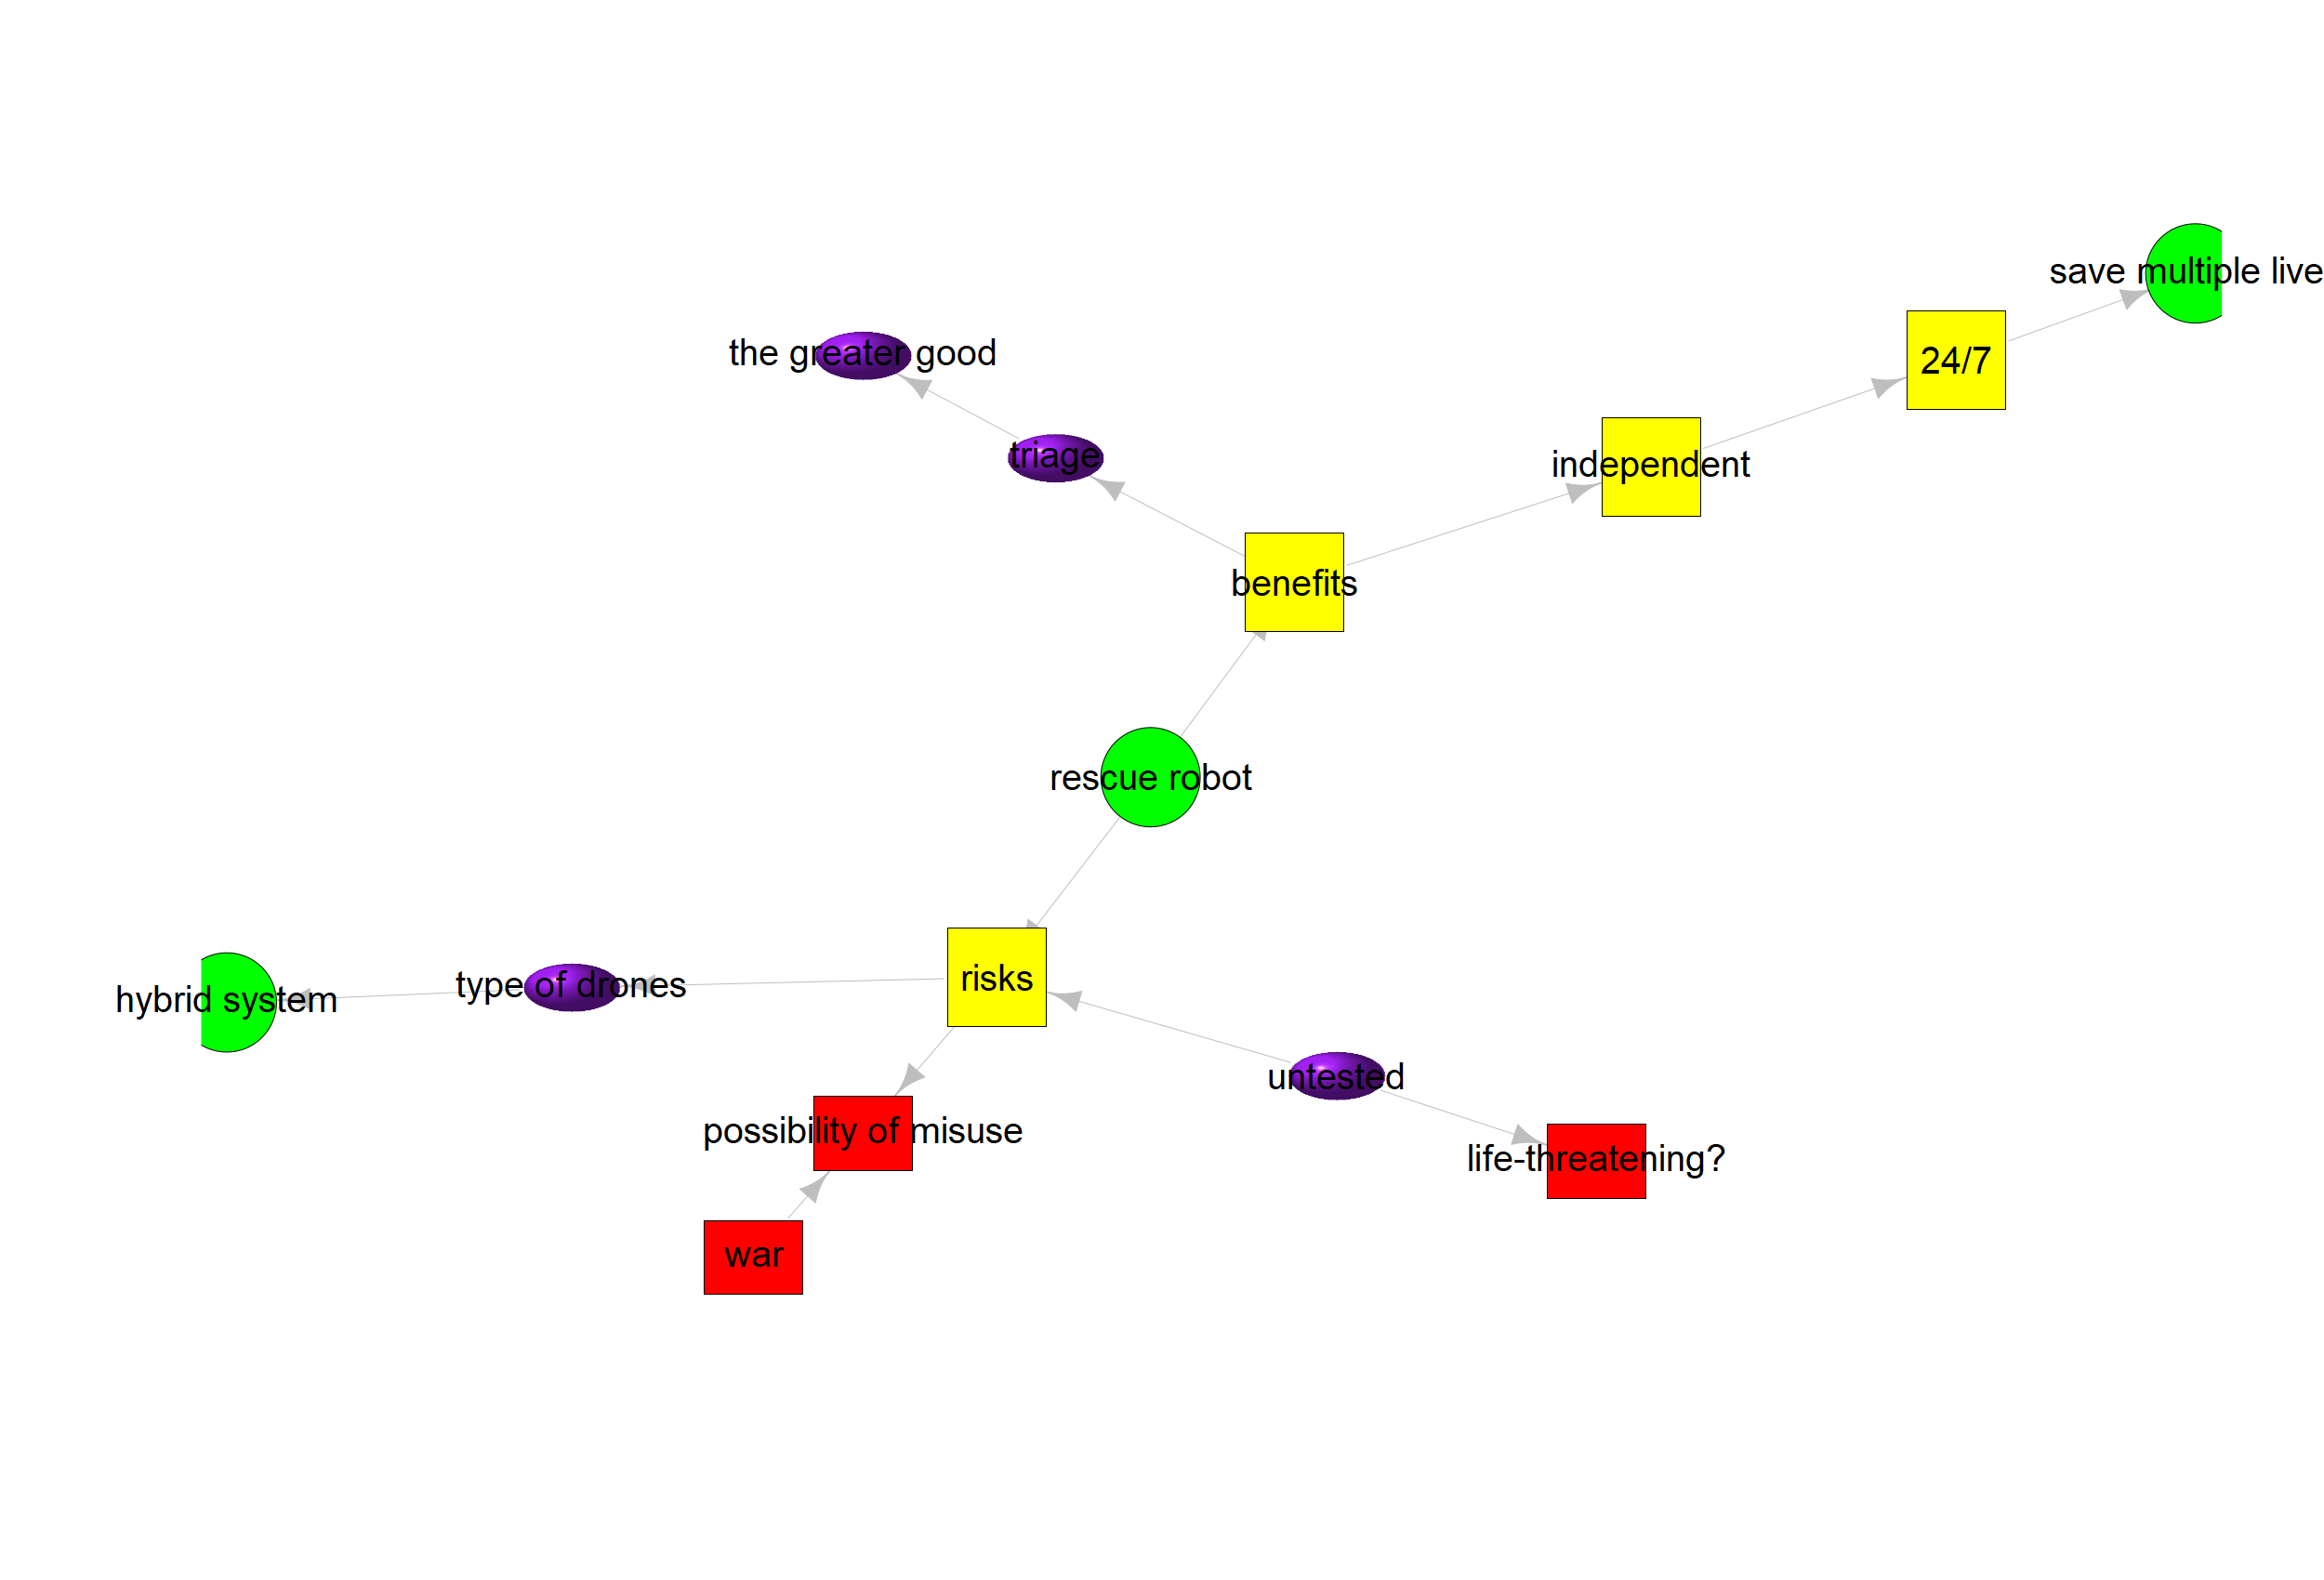 save multiple live
the greater good
24/7
triage
independent
benefits
rescue robot
risks
type of drones
hybrid system
untested
possibility of misuse
life-threatening?
war